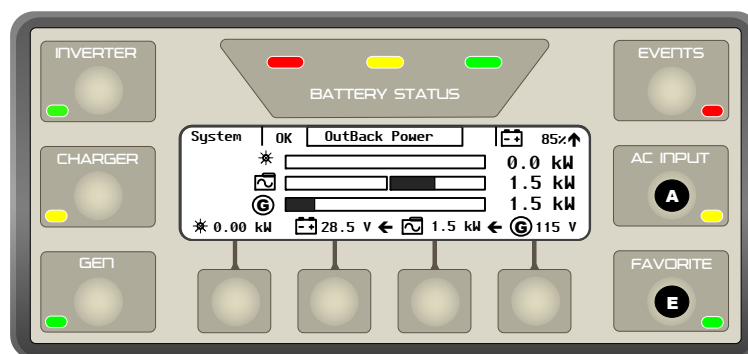 INVERTER
EVENTS
BATTERY STATUS
System OK OutBack Power 85%
0.0 kW
CHARGER
AC INPUT
1.5 kW
A
G 1.5 kW
0.00 kW 28.5 V 1.5 kW G 115 V
GEN
FAVORITE
E